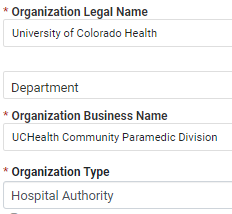 * Organization Legal Name
University of Colorado Health
Department
* Organization Business Name
UCHealth Community Paramedic Division
* Organization Type
Hospital Authority